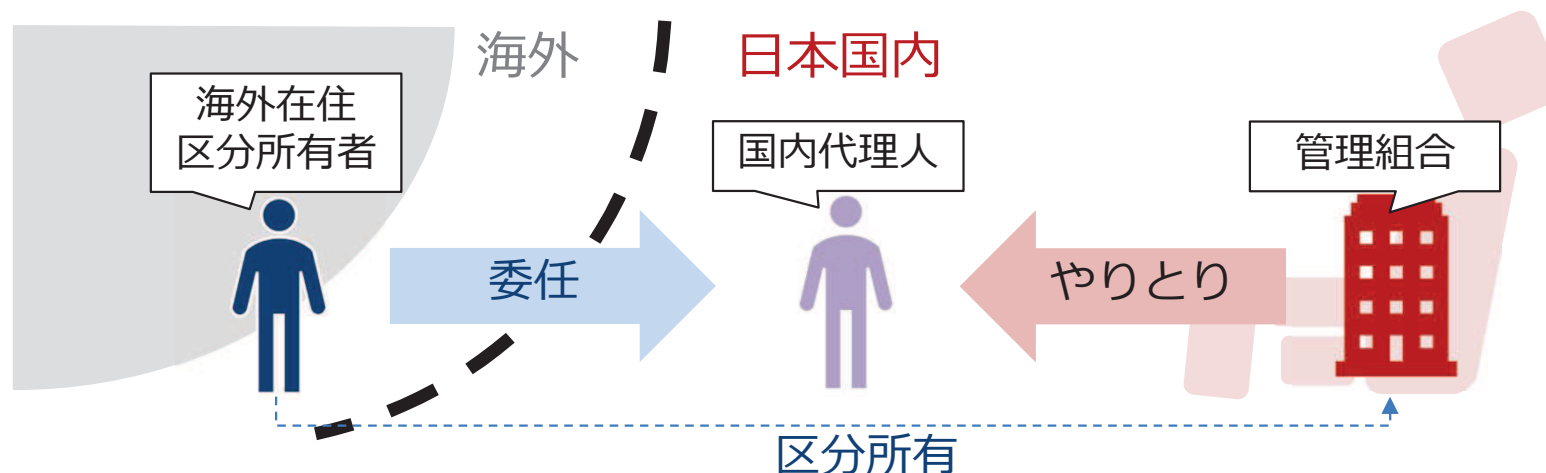 海外
日本国内
海外在住
区分所有者
国内代理人
管理組合
委任
やりとり
区分所有